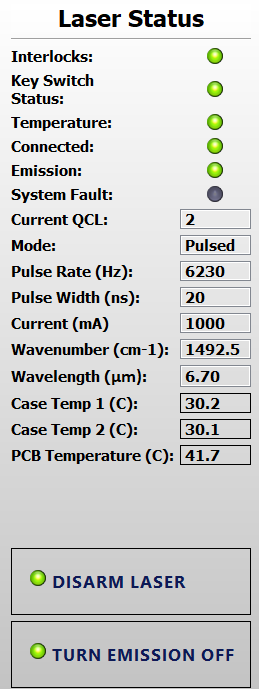 Laser Status
Interlocks:
Key Switch
Status:
Temperature:
Connected:
Emission:
System Fault:
Current QCL: 2
Mode: Pulsed
Pulse Rate (Hz): 6230
Pulse Width (ns): 20
Current (mA) 1000
Wavenumber (cm-1): 1492.5
Wavelength (μm): 6.70
Case Temp 1 (C): 30.2
Case Temp 2 (C): 30.1
PCB Temperature (C): 41.7
DISARM LASER
TURN EMISSION OFF